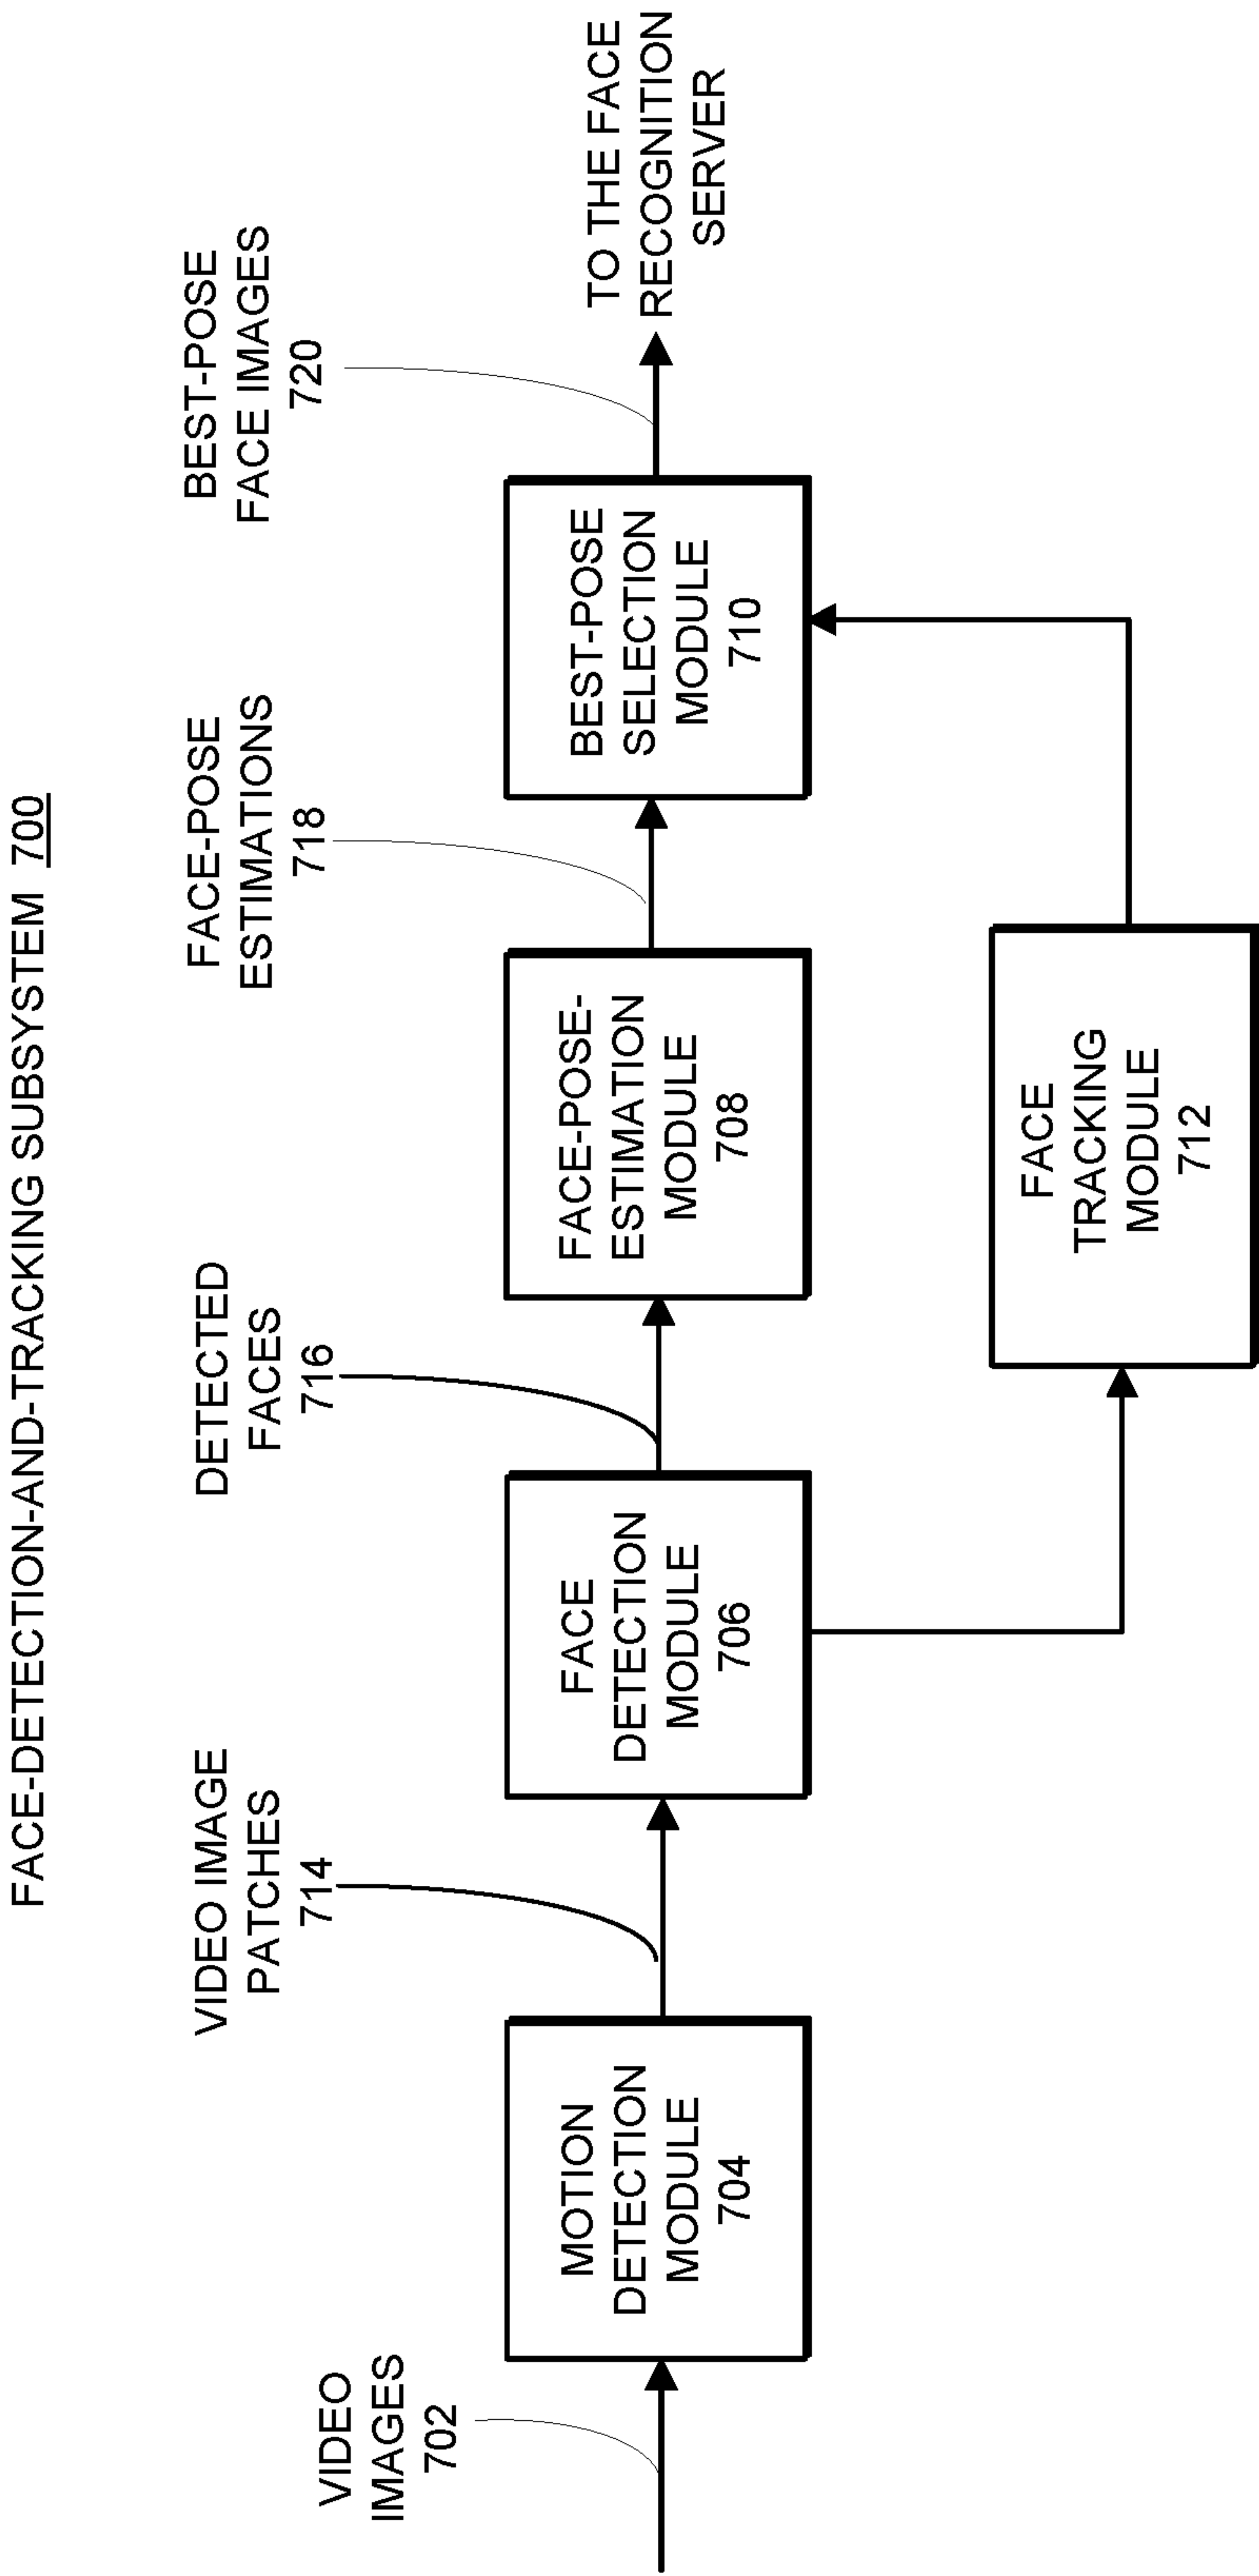 FACE-DETECTION-AND-TRACKING SUBSYSTEM 700
VIDEO
IMAGES
702
MOTION
DETECTION
MODULE
704
VIDEO IMAGE
PATCHES
714
FACE
DETECTION
MODULE
706
DETECTED
FACES
716
FACE-POSE-
ESTIMATION
MODULE
708
FACE-POSE
ESTIMATIONS
718
BEST-POSE
SELECTION
MODULE
710
BEST-POSE
FACE IMAGES
720
TO THE FACE
RECOGNITION
SERVER
FACE
TRACKING
MODULE
712